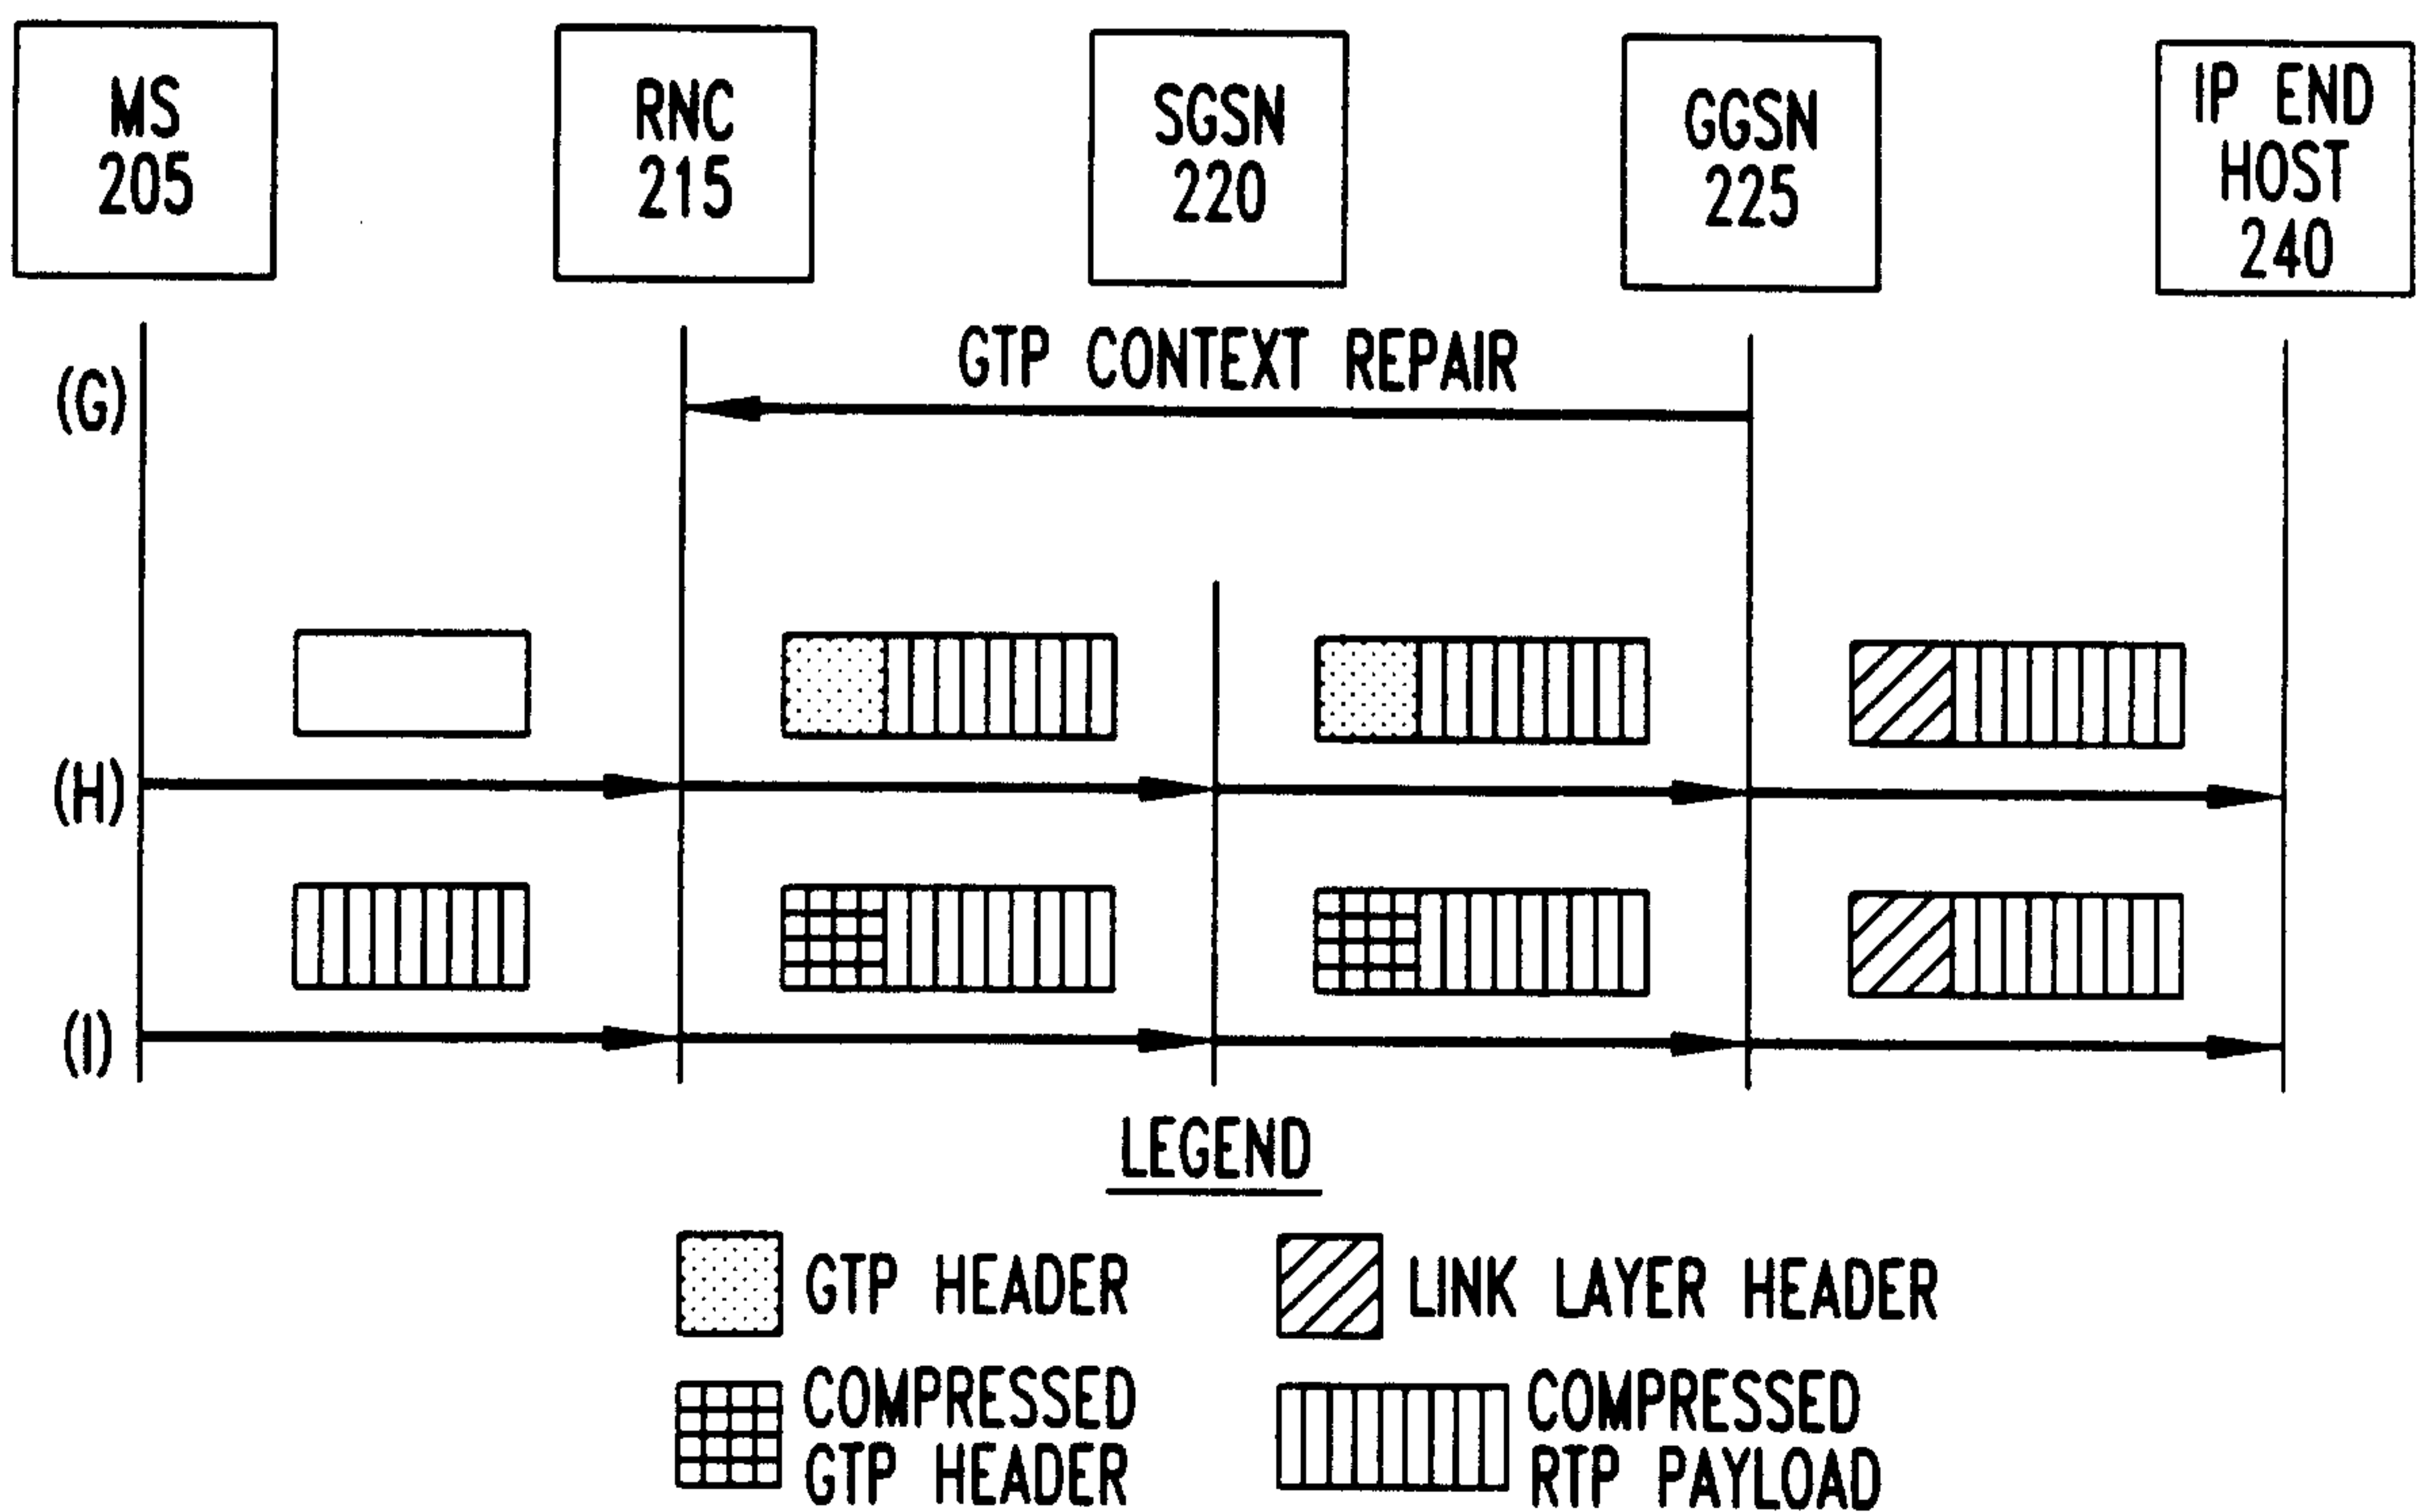 MS
205
RNC
215
SGSN
220
GGSN
225
IP END
HOST
240
GTP CONTEXT REPAIR
(G)
(H)
(I)
LEGEND
GTP HEADER
LINK LAYER HEADER
COMPRESSED
GTP HEADER
COMPRESSED
RTP PAYLOAD